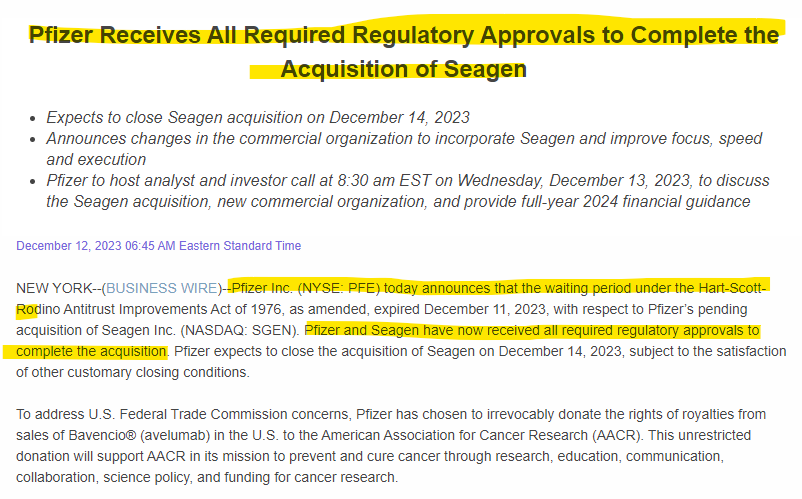 Pfizer Receives All Required Regulatory Approvals to Complete the
Acquisition of Seagen
• Expects to close Seagen acquisition on December 14, 2023
• Announces changes in the commercial organization to incorporate Seagen and improve focus, speed
and execution
• Pfizer to host analyst and investor call at 8:30 am EST on Wednesday, December 13, 2023, to discuss
the Seagen acquisition, new commercial organization, and provide full-year 2024 financial guidance
December 12, 2023 06:45 AM Eastern Standard Time
NEW YORK--(BUSINESS WIRE)--Pfizer Inc. (NYSE: PFE) today announces that the waiting period under the Hart-Scott-
Rodino Antitrust Improvements Act of 1976, as amended, expired December 11, 2023, with respect to Pfizer's pending
acquisition of Seagen Inc. (NASDAQ: SGEN). Pfizer and Seagen have now received all required regulatory approvals to
complete the acquisition. Pfizer expects to close the acquisition of Seagen on December 14, 2023, subject to the satisfaction
of other customary closing conditions.
To address U.S. Federal Trade Commission concerns, Pfizer has chosen to irrevocably donate the rights of royalties from
sales of Bavencio® (avelumab) in the U.S. to the American Association for Cancer Research (AACR). This unrestricted
donation will support AACR in its mission to prevent and cure cancer through research, education, communication,
collaboration, science policy, and funding for cancer research.